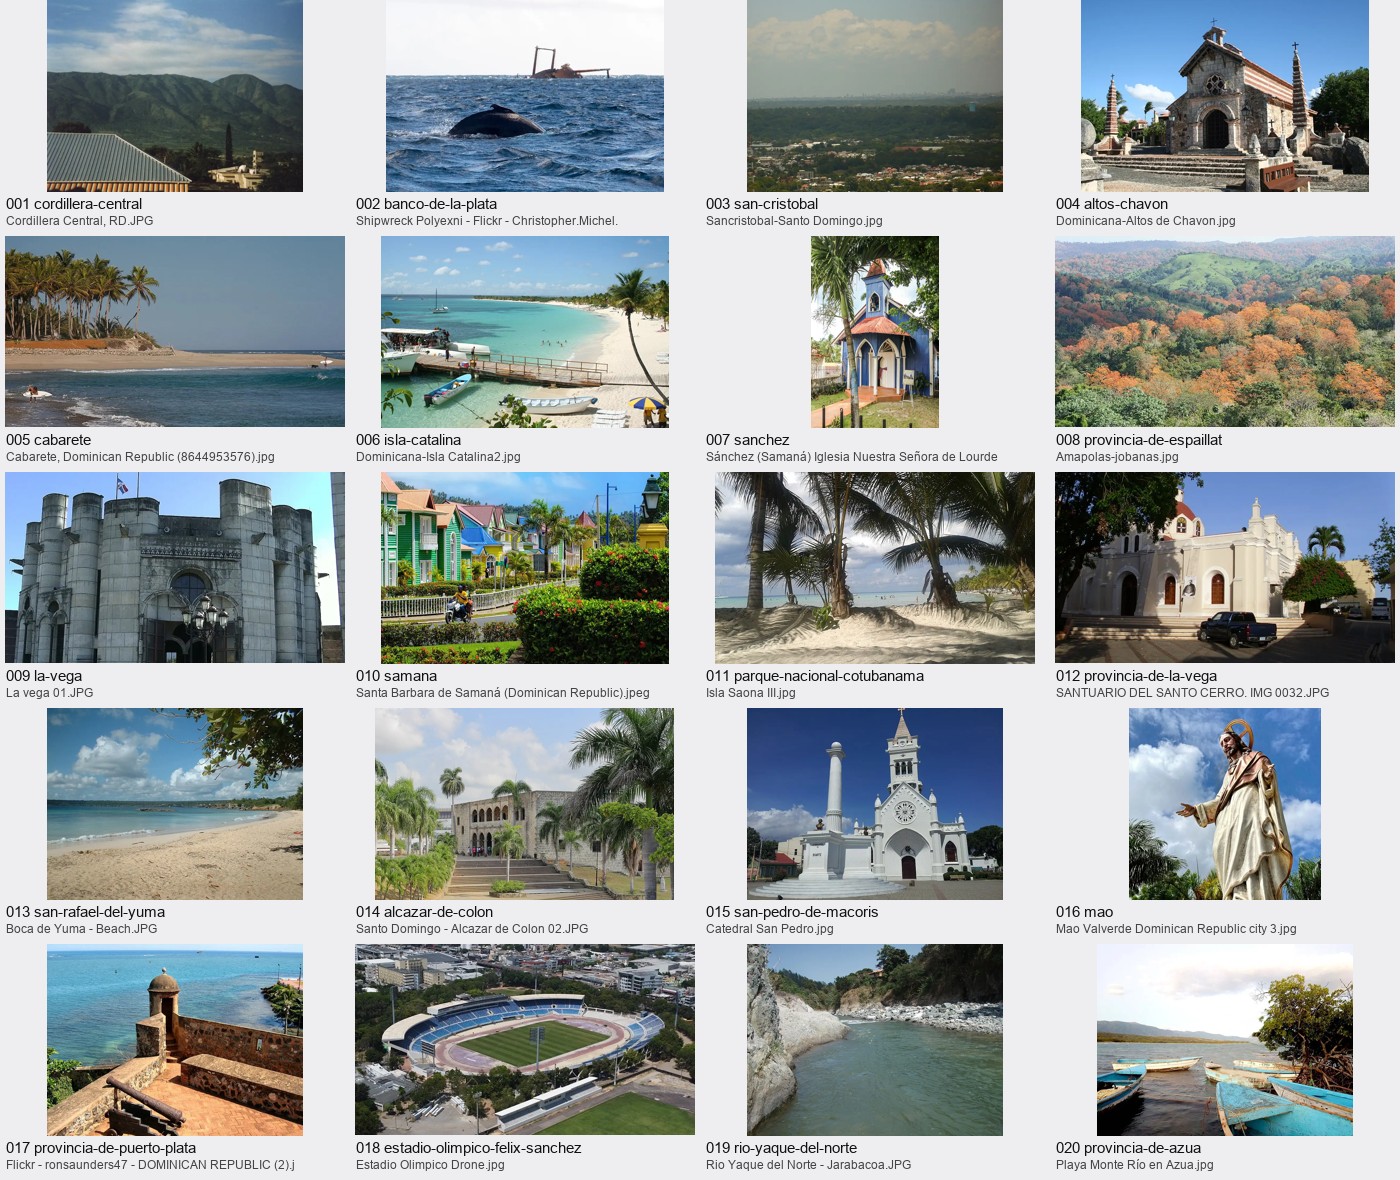 001 cordillera-central
Cordillera Central, RD.JPG
002 banco-de-la-plata
Shipwreck Polyexni - Flickr - Christopher.Michel.
003 san-cristobal
Sancristobal-Santo Domingo.jpg
004 altos-chavon
Dominicana-Altos de Chavon.jpg
005 cabarete
Cabarete, Dominican Republic (8644953576).jpg
006 isla-catalina
Dominicana-Isla Catalina2.jpg
007 sanchez
Sánchez (Samaná) Iglesia Nuestra Señora de Lourde
008 provincia-de-espaillat
Amapolas-jobanas.jpg
009 la-vega
La vega 01.JPG
010 samana
Santa Barbara de Samaná (Dominican Republic).jpeg
011 parque-nacional-cotubanama
Isla Saona III.jpg
012 provincia-de-la-vega
SANTUARIO DEL SANTO CERRO. IMG 0032.JPG
013 san-rafael-del-yuma
Boca de Yuma - Beach.JPG
014 alcazar-de-colon
Santo Domingo - Alcazar de Colon 02.JPG
015 san-pedro-de-macoris
Catedral San Pedro.jpg
016 mao
Mao Valverde Dominican Republic city 3.jpg
017 provincia-de-puerto-plata
Flickr - ronsaunders47 - DOMINICAN REPUBLIC (2).j
018 estadio-olimpico-felix-sanchez
Estadio Olimpico Drone.jpg
019 rio-yaque-del-norte
Rio Yaque del Norte - Jarabacoa.JPG
020 provincia-de-azua
Playa Monte Río en Azua.jpg